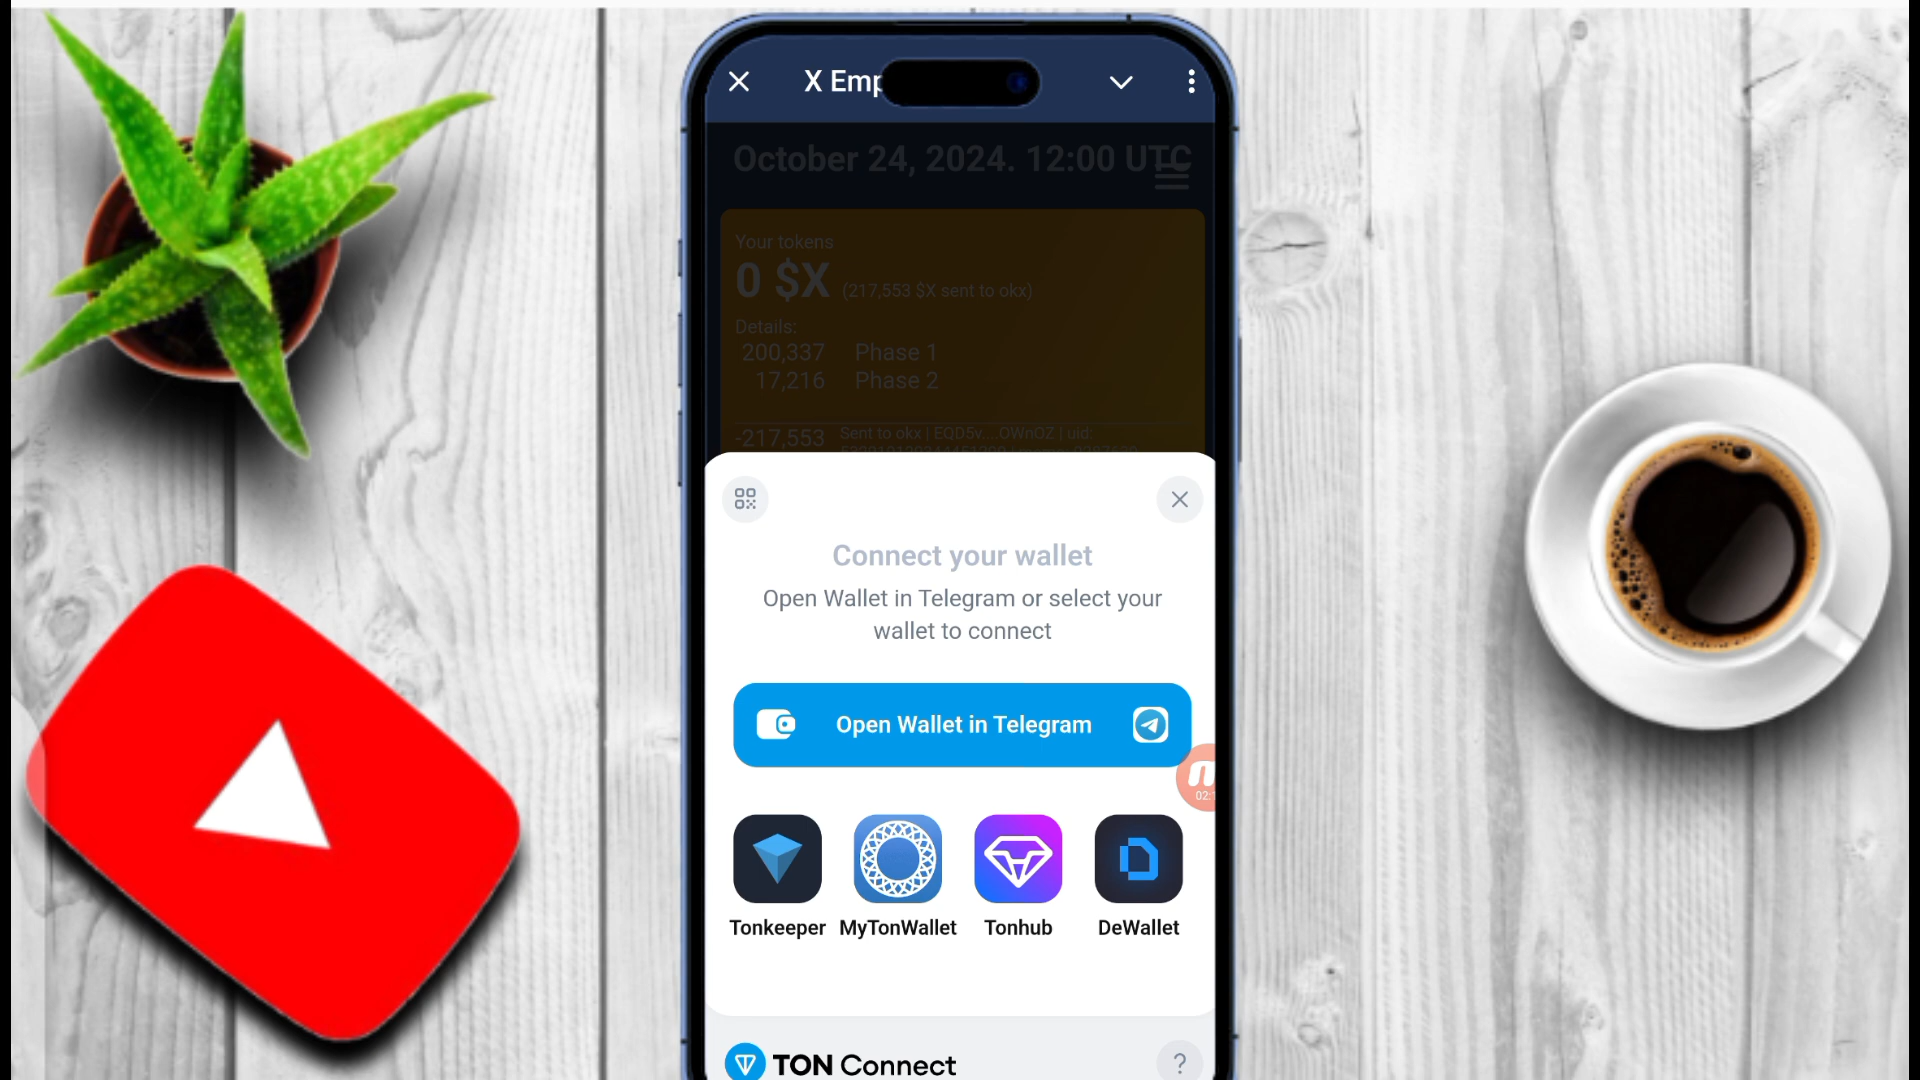 X Emp
October 24, 2024. 12:00 UTC
Your tokens
0 $X (217,553 $X sent to okx)
Details:
200,337 Phase 1
17,216 Phase 2
-217,553 Sent to okx | EQD5v....OWnOZ | uid:
Connect your wallet
Open Wallet in Telegram or select your
wallet to connect
Open Wallet in Telegram
02:1
Tonkeeper MyTonWallet Tonhub DeWallet
TON Connect ?